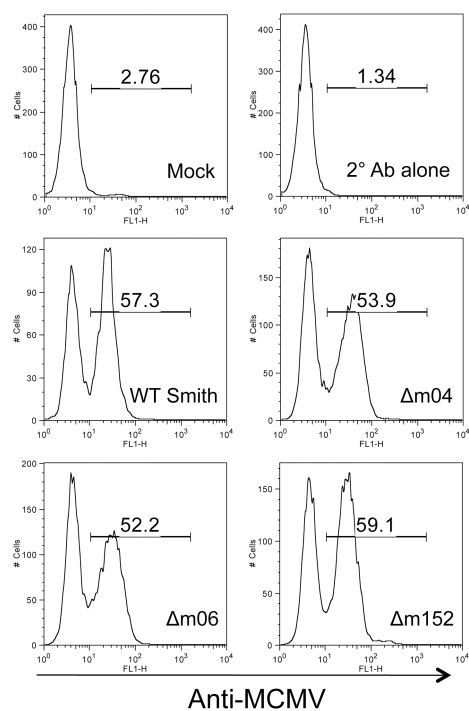 400
300
200
100
0
# Cells
2.76
Mock
10⁰ 10¹ 10² 10³ 10⁴
FL1-H
400
300
200
100
0
# Cells
1.34
2° Ab alone
10⁰ 10¹ 10² 10³ 10⁴
FL1-H
120
90
60
30
0
# Cells
57.3
WT Smith
10⁰ 10¹ 10² 10³ 10⁴
FL1-H
150
100
50
0
# Cells
53.9
Δm04
10⁰ 10¹ 10² 10³ 10⁴
FL1-H
200
150
100
50
0
# Cells
52.2
Δm06
10⁰ 10¹ 10² 10³ 10⁴
FL1-H
150
100
50
0
# Cells
59.1
Δm152
10⁰ 10¹ 10² 10³ 10⁴
FL1-H
Anti-MCMV